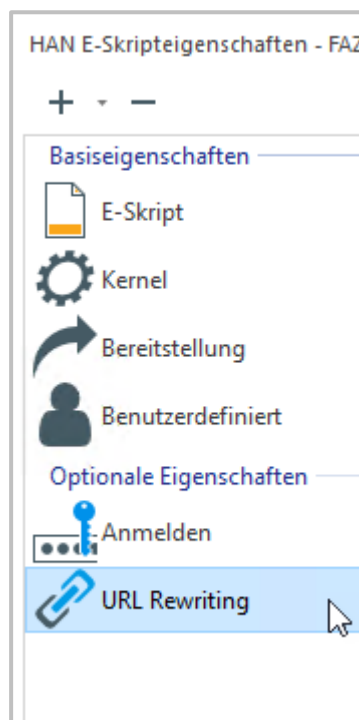 HAN E-Skripteigenschaften - FAZ
Basiseigenschaften
E-Skript
Kernel
Bereitstellung
Benutzerdefiniert
Optionale Eigenschaften
Anmelden
URL Rewriting